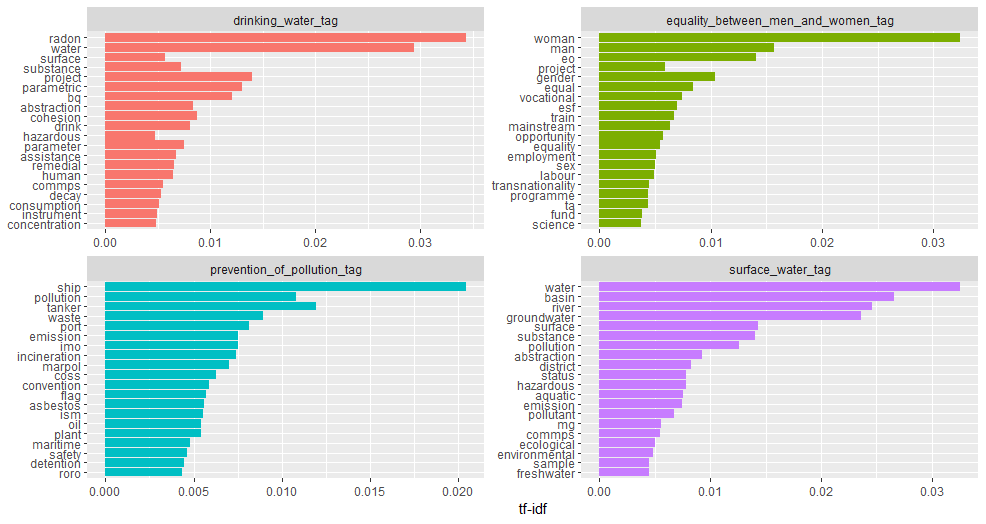 drinking_water_tag
radon
water
surface
substance
project
parametric
bq
abstraction
cohesion
drink
hazardous
parameter
assistance
remedial
human
commps
decay
consumption
instrument
concentration
0.00 0.01 0.02 0.03
equality_between_men_and_women_tag
woman
man
eo
project
gender
equal
vocational
esf
train
mainstream
opportunity
equality
employment
sex
labour
transnationality
programme
ta
fund
science
0.00 0.01 0.02 0.03
prevention_of_pollution_tag
ship
pollution
tanker
waste
port
emission
imo
incineration
marpol
coss
convention
flag
asbestos
ism
oil
plant
maritime
safety
detention
roro
0.000 0.005 0.010 0.015 0.020
surface_water_tag
water
basin
river
groundwater
surface
substance
pollution
abstraction
district
status
hazardous
aquatic
emission
pollutant
mg
commps
ecological
environmental
sample
freshwater
0.00 0.01 0.02 0.03
tf-idf